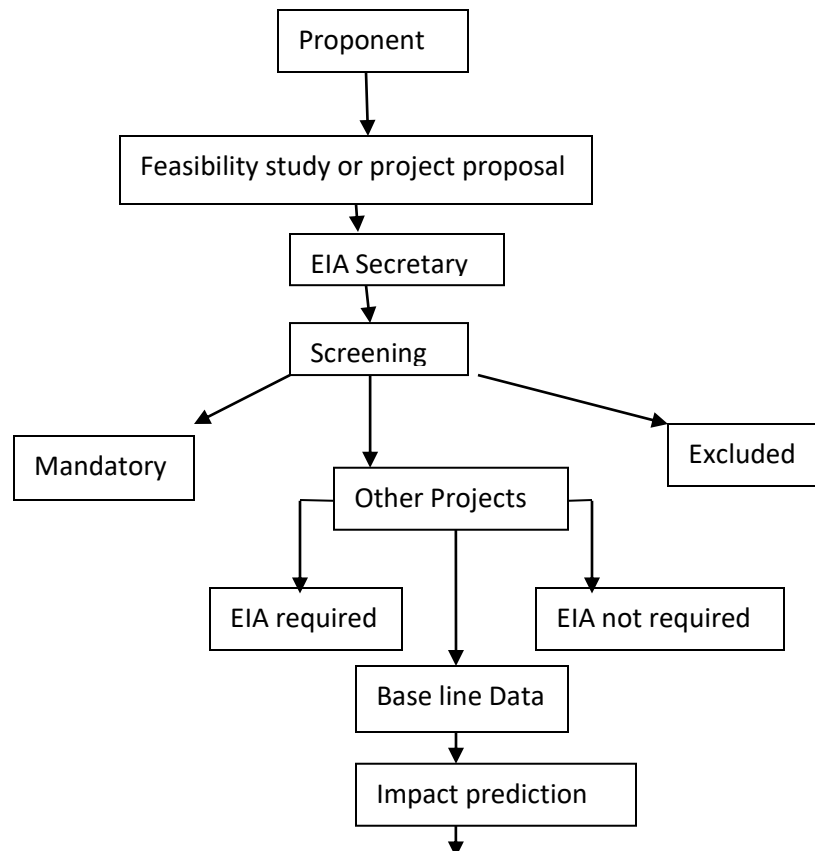 Proponent
Feasibility study or project proposal
EIA Secretary
Screening
Mandatory
Excluded
Other Projects
EIA required
EIA not required
Base line Data
Impact prediction